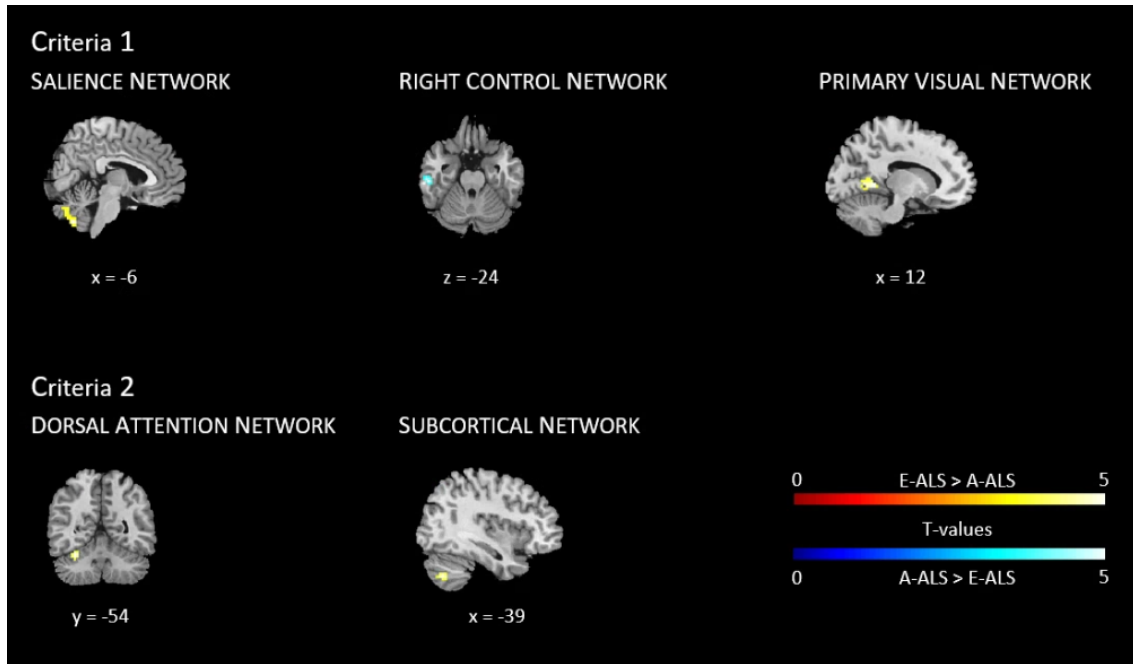 Criteria 1
SALIENCE NETWORK
RIGHT CONTROL NETWORK
PRIMARY VISUAL NETWORK
x = -6
z = -24
x = 12
Criteria 2
DORSAL ATTENTION NETWORK
SUBCORTICAL NETWORK
y = -54
x = -39
0 E-ALS > A-ALS 5
T-values
0 A-ALS > E-ALS 5